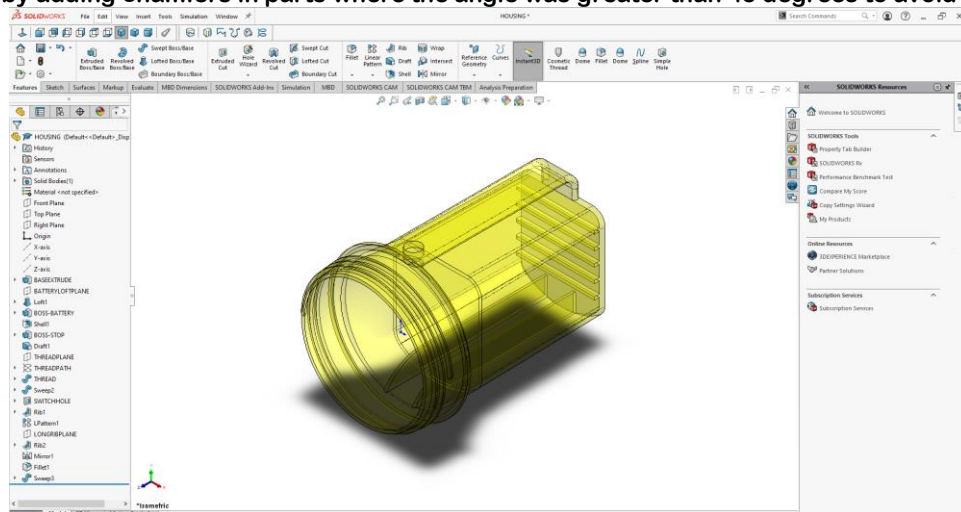 by adding chamfers in parts where the angle was greater than 45 degrees to avoid
SOLIDWORKS File Edit View Insert Tools Simulation Window HOUSING * Search Commands
Extruded Boss/Base
Revolved Boss/Base
Swept Boss/Base
Lofted Boss/Base
Boundary Boss/Base
Extruded Cut
Hole Wizard
Revolved Cut
Swept Cut
Lofted Cut
Boundary Cut
Fillet
Linear Pattern
Rib
Draft
Shell
Wrap
Intersect
Mirror
Reference Geometry
Curves
Instant3D
Cosmetic Thread
Dome
Fillet
Dome
Spline
Simple Hole
Features Sketch Surfaces Markup Evaluate MBD Dimensions SOLIDWORKS Add-Ins Simulation MBD SOLIDWORKS CAM SOLIDWORKS CAM TBM Analysis Preparation
HOUSING (Default<<Default>_Disp
History
Sensors
Annotations
Solid Bodies(1)
Material <not specified>
Front Plane
Top Plane
Right Plane
Origin
X-axis
Y-axis
Z-axis
BASEEXTRUDE
BATTERYLOFTPLANE
Loft1
BOSS-BATTERY
Shell1
BOSS-STOP
Draft1
THREADPLANE
THREADPATH
THREAD
Sweep2
SWITCHHOLE
Rib1
LPattern1
LONGRIBPLANE
Rib2
Mirror1
Fillet1
Sweep3
*Isometric
SOLIDWORKS Resources
Welcome to SOLIDWORKS
SOLIDWORKS Tools
Property Tab Builder
SOLIDWORKS Rx
Performance Benchmark Test
Compare My Score
Copy Settings Wizard
My Products
Online Resources
3DEXPERIENCE Marketplace
Partner Solutions
Subscription Services
Subscription Services